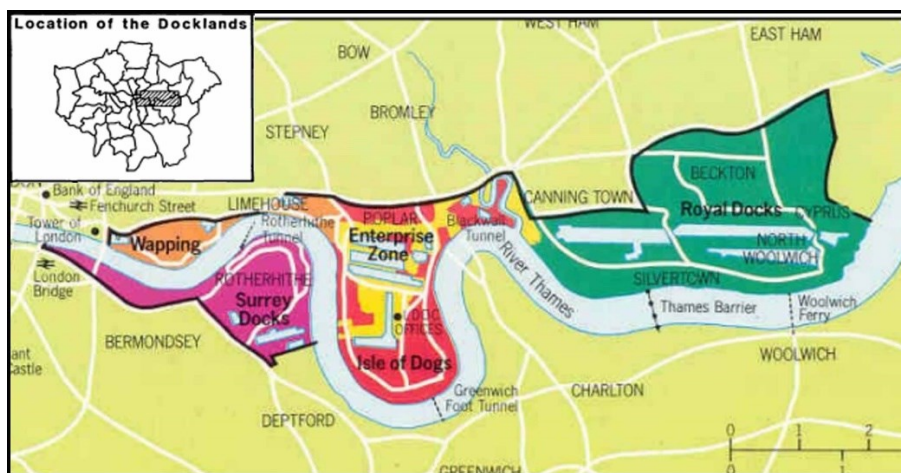 Location of the Docklands
WEST HAM
EAST HAM
BOW
BROMLEY
STEPNEY
Bank of England
Fenchurch Street
LIMEHOUSE
CANNING TOWN
BECKTON
Tower of
London
Rotherhithe
Tunnel
POPLAR
Blackwall
Tunnel
Royal Docks
CYPRUS
Wapping
Enterprise
Zone
NORTH
WOOLWICH
London
Bridge
ROTHERHITHE
River Thames
SILVERTOWN
Surrey
Docks
LDDC
OFFICES
Thames Barrier
Woolwich
Ferry
BERMONDSEY
Isle of Dogs
WOOLWICH
Greenwich
Foot Tunnel
CHARLTON
DEPTFORD
GREENWICH
0 1 2